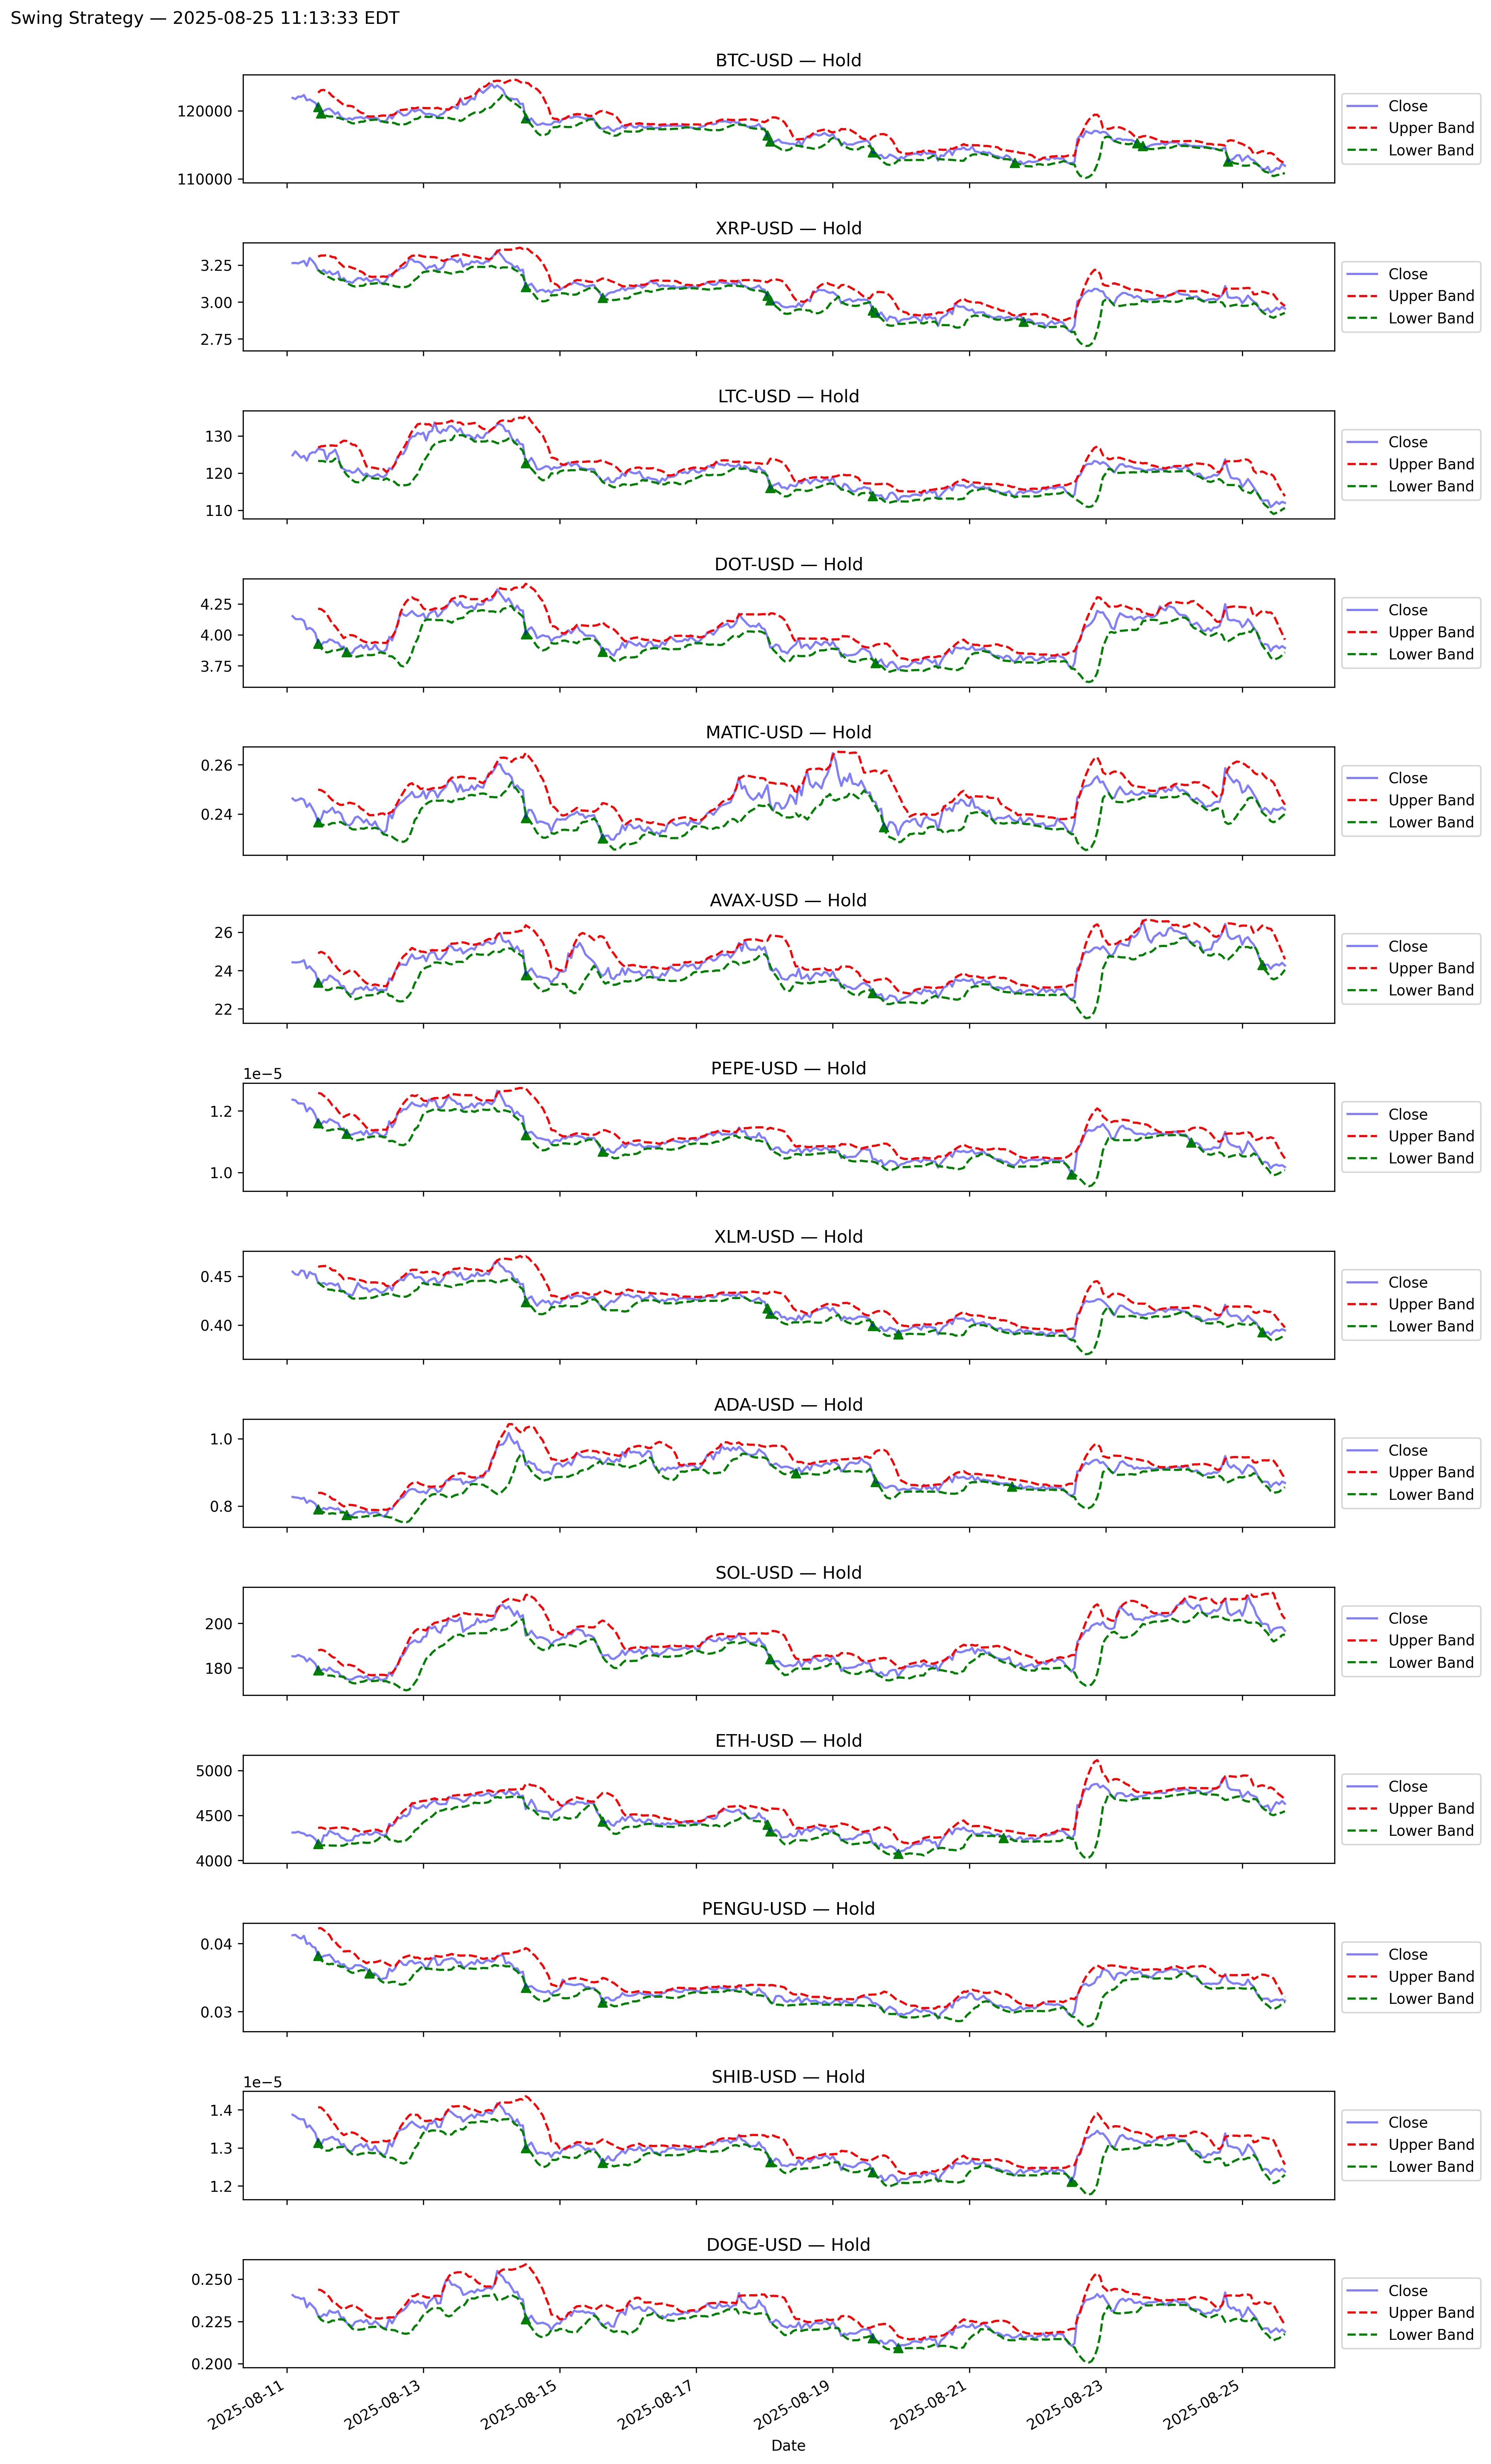 Swing Strategy — 2025-08-25 11:13:33 EDT
BTC-USD — Hold
120000
110000
Close
Upper Band
Lower Band
XRP-USD — Hold
3.25
3.00
2.75
Close
Upper Band
Lower Band
LTC-USD — Hold
130
120
110
Close
Upper Band
Lower Band
DOT-USD — Hold
4.25
4.00
3.75
Close
Upper Band
Lower Band
MATIC-USD — Hold
0.26
0.24
Close
Upper Band
Lower Band
AVAX-USD — Hold
26
24
22
Close
Upper Band
Lower Band
PEPE-USD — Hold
1e−5
1.2
1.0
Close
Upper Band
Lower Band
XLM-USD — Hold
0.45
0.40
Close
Upper Band
Lower Band
ADA-USD — Hold
1.0
0.8
Close
Upper Band
Lower Band
SOL-USD — Hold
200
180
Close
Upper Band
Lower Band
ETH-USD — Hold
5000
4500
4000
Close
Upper Band
Lower Band
PENGU-USD — Hold
0.04
0.03
Close
Upper Band
Lower Band
SHIB-USD — Hold
1e−5
1.4
1.3
1.2
Close
Upper Band
Lower Band
DOGE-USD — Hold
0.250
0.225
0.200
Close
Upper Band
Lower Band
2025-08-11
2025-08-13
2025-08-15
2025-08-17
2025-08-19
2025-08-21
2025-08-23
2025-08-25
Date